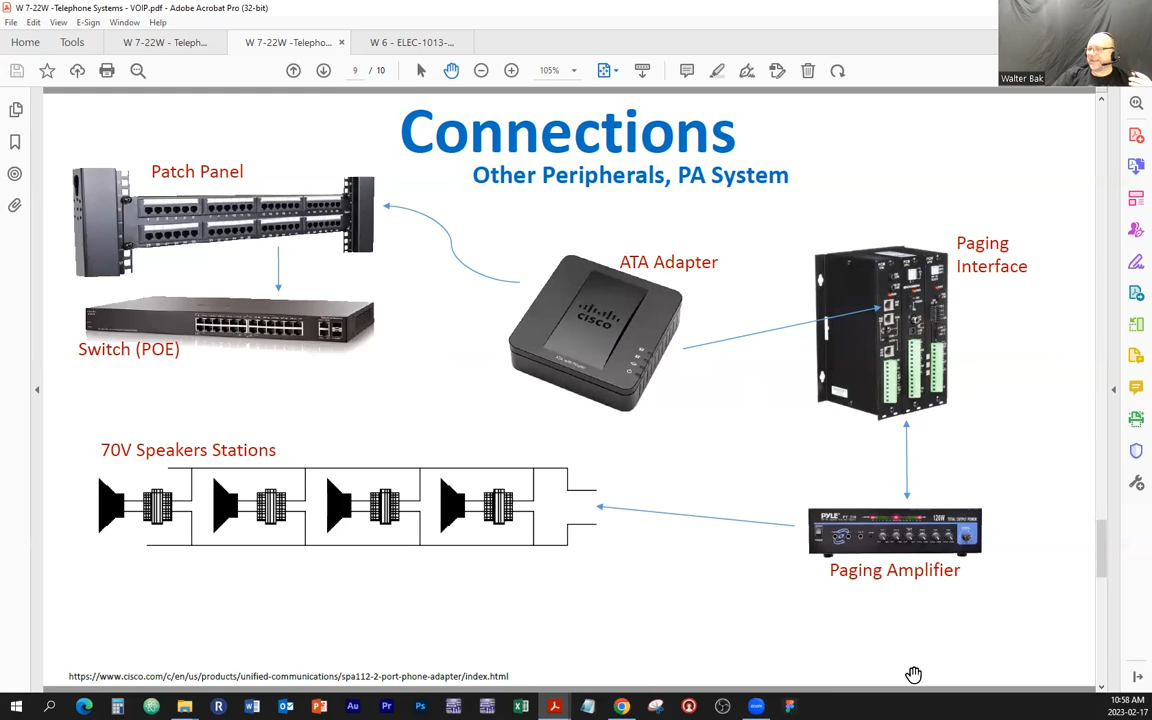 W 7-22W -Telephone Systems - VOIP.pdf - Adobe Acrobat Pro (32-bit)
File Edit View E-Sign Window Help
Home Tools W 7-22W - Teleph... W 7-22W -Telepho... × W 6 - ELEC-1013-...
9 / 10 105%
Walter Bak
Connections
Other Peripherals, PA System
Patch Panel
Switch (POE)
ATA Adapter
CISCO
Paging
Interface
70V Speakers Stations
PYLE
120W
Paging Amplifier
https://www.cisco.com/c/en/us/products/unified-communications/spa112-2-port-phone-adapter/index.html
10:58 AM
2023-02-17